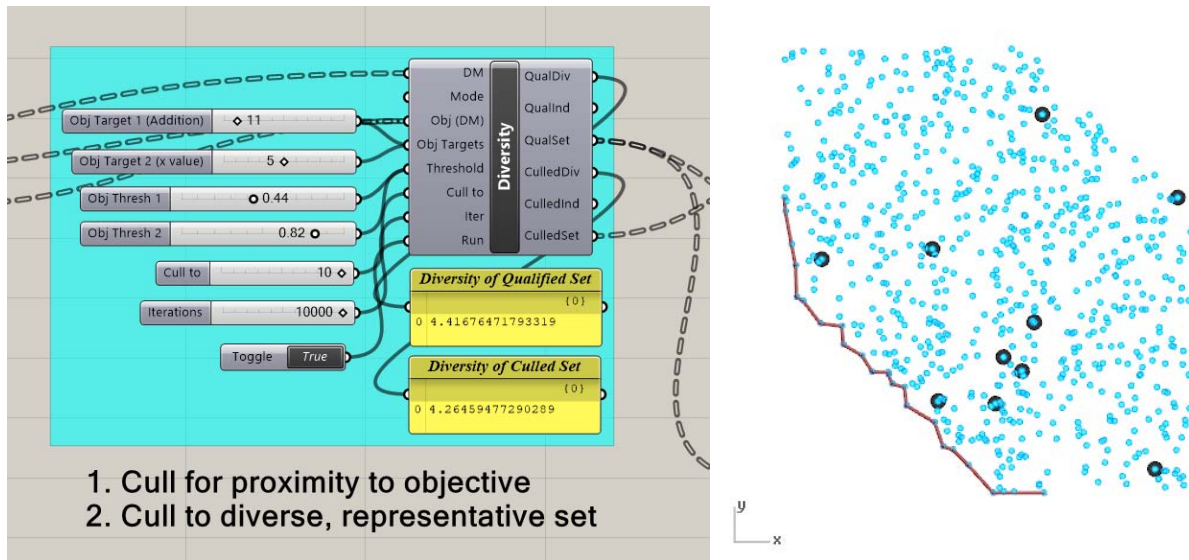 DM
Mode
Obj (DM)
Obj Targets
Threshold
Cull to
Iter
Run
Diversity
QualDiv
QualInd
QualSet
CulledDiv
CulledInd
CulledSet
Obj Target 1 (Addition) 11
Obj Target 2 (x value) 5
Obj Thresh 1 0.44
Obj Thresh 2 0.82
Cull to 10
Iterations 10000
Toggle True
Diversity of Qualified Set
{0}
0 4.41676471793319
Diversity of Culled Set
{0}
0 4.26459477290289
1. Cull for proximity to objective
2. Cull to diverse, representative set
y
x